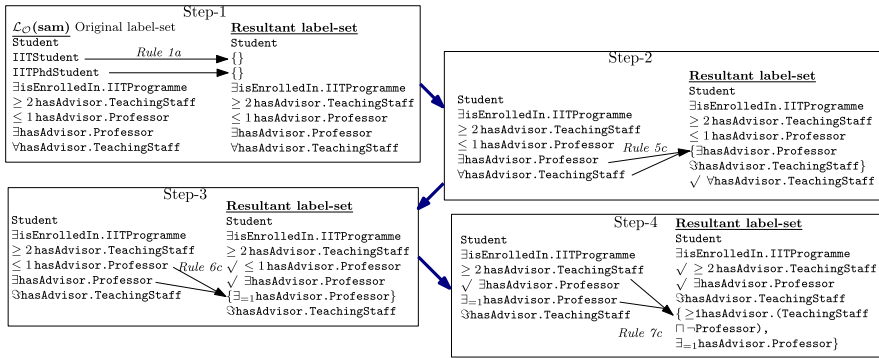 Step-1
𝓛_𝒪(sam) Original label-set
Student
IITStudent
IITPhdStudent
∃isEnrolledIn.IITProgramme
≥ 2 hasAdvisor.TeachingStaff
≤ 1 hasAdvisor.Professor
∃hasAdvisor.Professor
∀hasAdvisor.TeachingStaff
Rule 1a
Resultant label-set
Student
{}
{}
∃isEnrolledIn.IITProgramme
≥ 2 hasAdvisor.TeachingStaff
≤ 1 hasAdvisor.Professor
∃hasAdvisor.Professor
∀hasAdvisor.TeachingStaff
Step-2
Student
∃isEnrolledIn.IITProgramme
≥ 2 hasAdvisor.TeachingStaff
≤ 1 hasAdvisor.Professor
∃hasAdvisor.Professor
∀hasAdvisor.TeachingStaff
Rule 5c
Resultant label-set
Student
∃isEnrolledIn.IITProgramme
≥ 2 hasAdvisor.TeachingStaff
≤ 1 hasAdvisor.Professor
{∃hasAdvisor.Professor
ℑhasAdvisor.TeachingStaff}
√ ∀hasAdvisor.TeachingStaff
Step-3
Student
∃isEnrolledIn.IITProgramme
≥ 2 hasAdvisor.TeachingStaff
≤ 1 hasAdvisor.Professor
∃hasAdvisor.Professor
ℑhasAdvisor.TeachingStaff
Rule 6c
Resultant label-set
Student
∃isEnrolledIn.IITProgramme
≥ 2 hasAdvisor.TeachingStaff
√ ≤ 1 hasAdvisor.Professor
√ ∃hasAdvisor.Professor
{∃=1hasAdvisor.Professor}
ℑhasAdvisor.TeachingStaff
Step-4
Student
∃isEnrolledIn.IITProgramme
≥ 2 hasAdvisor.TeachingStaff
√ ∃hasAdvisor.Professor
∃=1hasAdvisor.Professor
ℑhasAdvisor.TeachingStaff
Rule 7c
Resultant label-set
Student
∃isEnrolledIn.IITProgramme
√ ≥ 2 hasAdvisor.TeachingStaff
√ ∃hasAdvisor.Professor
ℑhasAdvisor.TeachingStaff
{ ≥1hasAdvisor.(TeachingStaff
⊓ ¬Professor),
∃=1hasAdvisor.Professor}